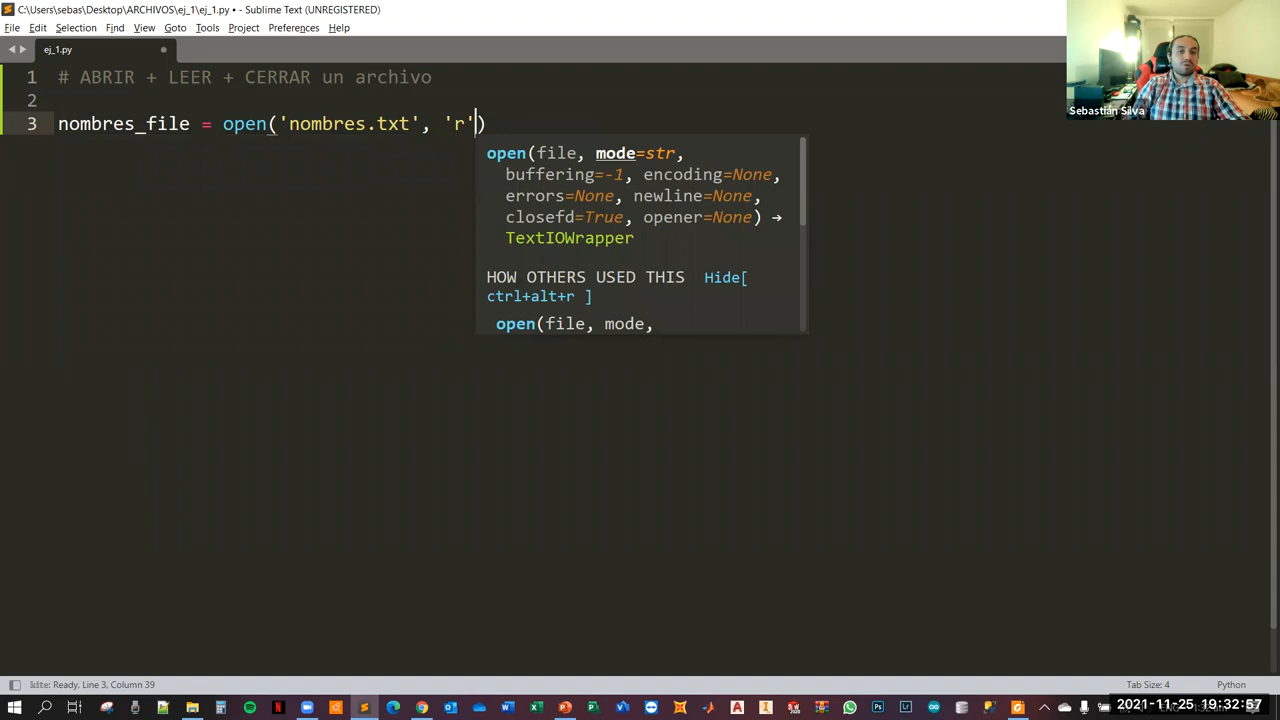 C:\Users\sebas\Desktop\ARCHIVOS\ej_1\ej_1.py • - Sublime Text (UNREGISTERED)
File Edit Selection Find View Goto Tools Project Preferences Help
ej_1.py
1 # ABRIR + LEER + CERRAR un archivo
2
3 nombres_file = open('nombres.txt', 'r')
open(file, mode=str,
buffering=-1, encoding=None,
errors=None, newline=None,
closefd=True, opener=None) →
TextIOWrapper
HOW OTHERS USED THIS Hide[
ctrl+alt+r ]
open(file, mode,
Sebastián Silva
kite: Ready, Line 3, Column 39
Tab Size: 4
Python
2021-11-25 19:32:57